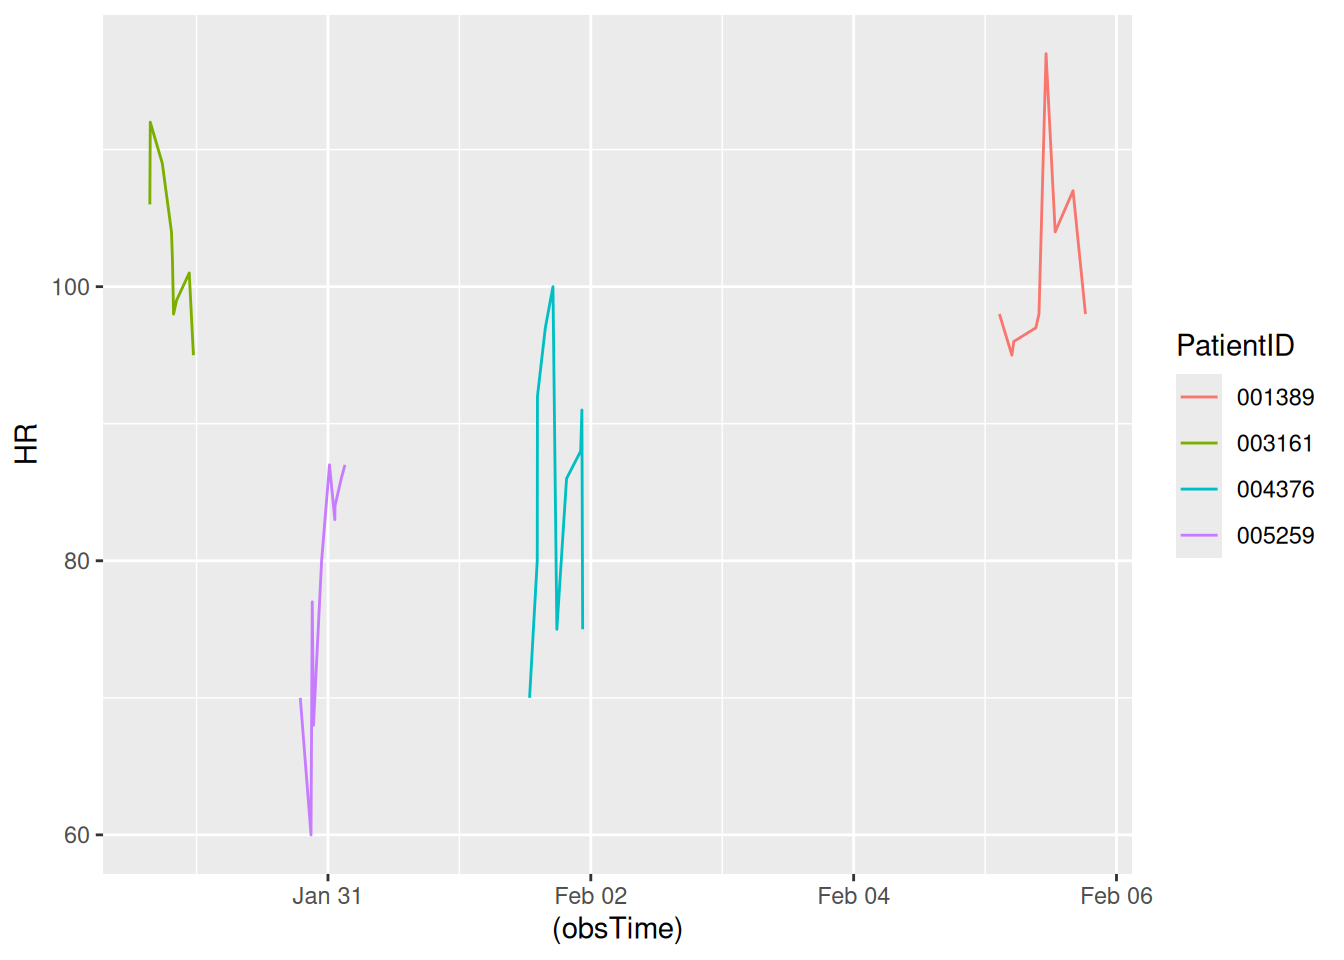 HR
100
80
60
Jan 31
Feb 02
Feb 04
Feb 06
(obsTime)
PatientID
001389
003161
004376
005259